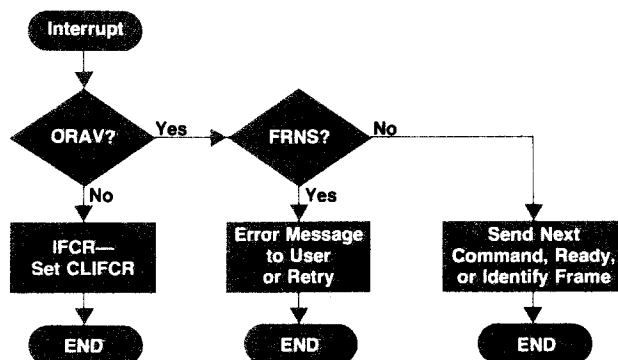 Interrupt
ORAV?
Yes
FRNS?
No
No
Yes
IFCR—
Set CLIFCR
Error Message
to User
or Retry
Send Next
Command, Ready,
or Identify Frame
END
END
END